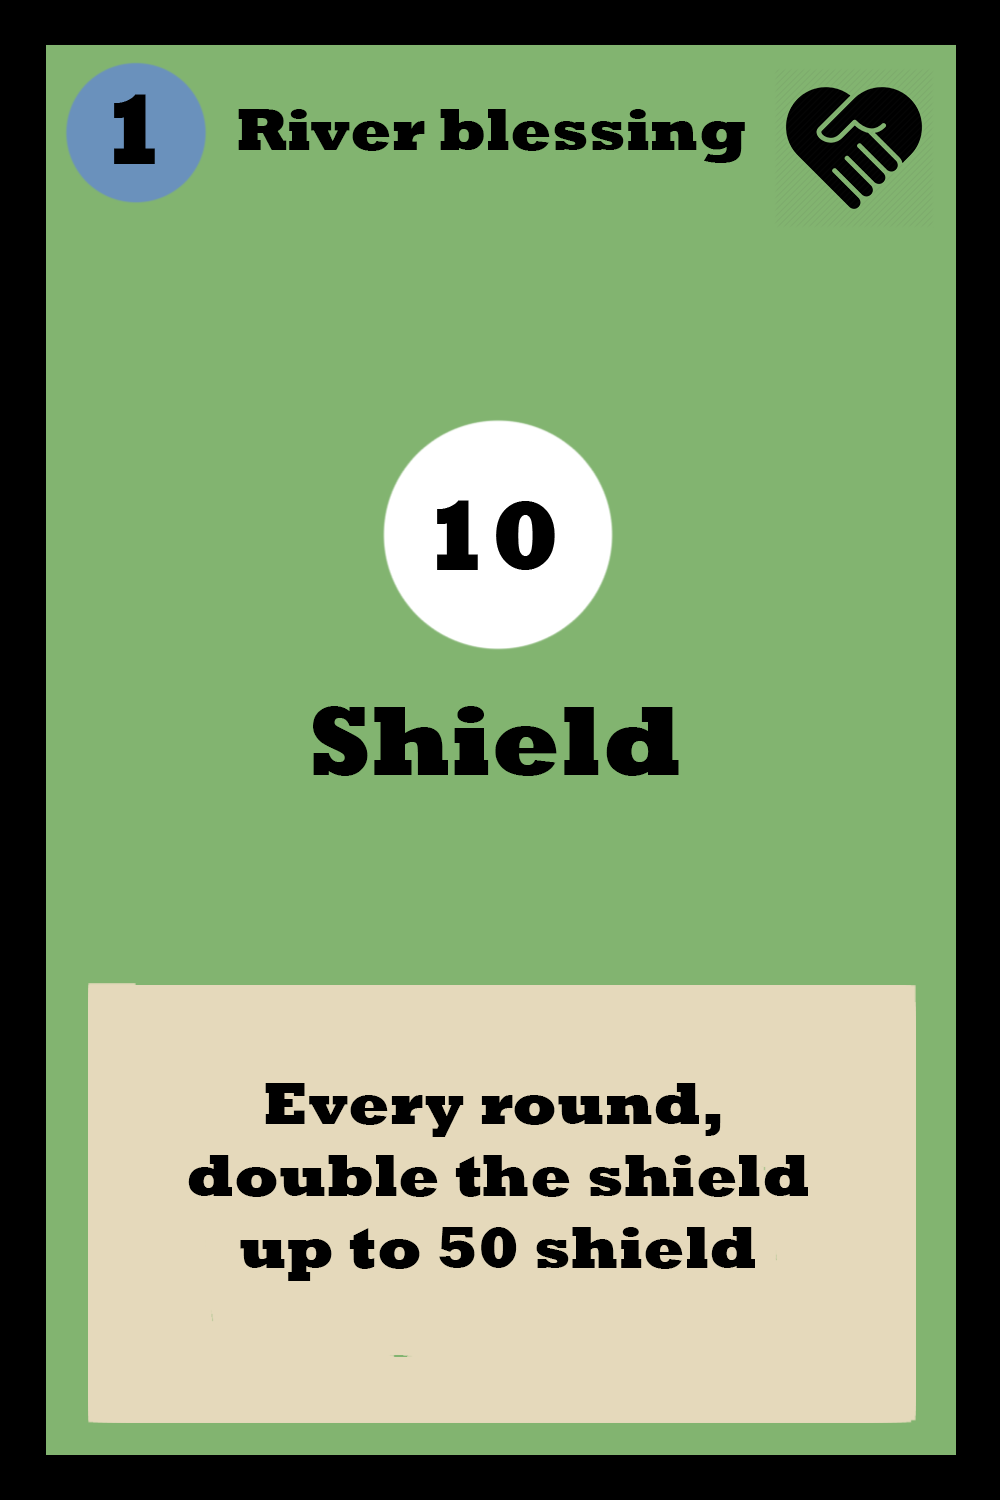 1
River blessing
10
Shield
Every round,
double the shield
up to 50 shield